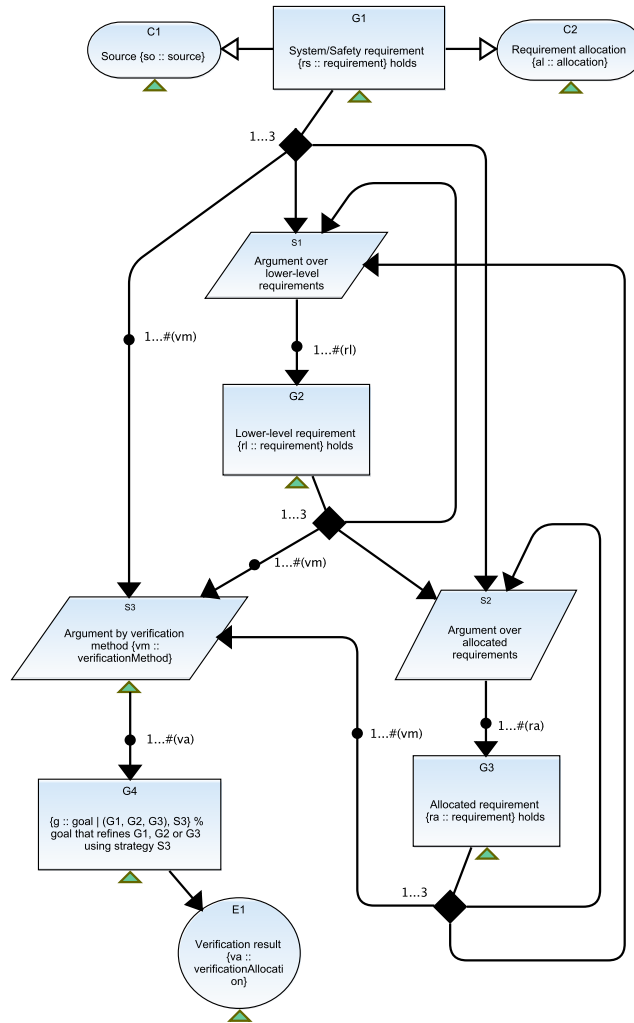 C1
Source {so :: source}
G1
System/Safety requirement
{rs :: requirement} holds
C2
Requirement allocation
{al :: allocation}
1...3
S1
Argument over
lower-level
requirements
1...#(vm)
1...#(rl)
G2
Lower-level requirement
{rl :: requirement} holds
1...3
1...#(vm)
S3
Argument by verification
method {vm ::
verificationMethod}
S2
Argument over
allocated
requirements
1...#(va)
1...#(vm)
1...#(ra)
G4
{g :: goal | (G1, G2, G3), S3} %
goal that refines G1, G2 or G3
using strategy S3
G3
Allocated requirement
{ra :: requirement} holds
1...3
E1
Verification result
{va ::
verificationAllocati
on}